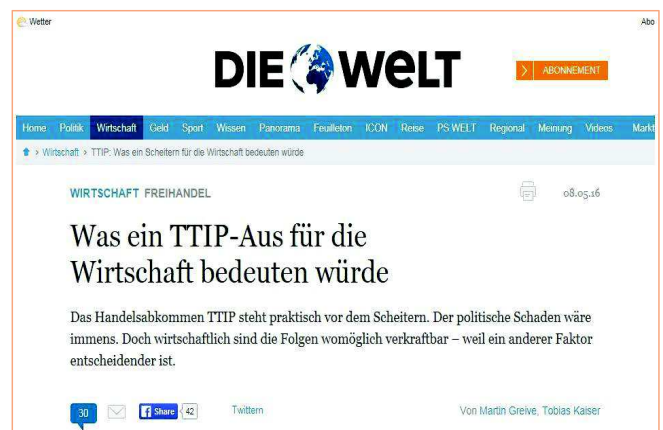 Wetter
Abo
DIE WELT
ABONNEMENT
Home Politik Wirtschaft Geld Sport Wissen Panorama Feuilleton ICON Reise PS WELT Regional Meinung Videos Markt
> Wirtschaft > TTIP: Was ein Scheitern für die Wirtschaft bedeuten würde
WIRTSCHAFT FREIHANDEL
08.05.16
Was ein TTIP-Aus für die
Wirtschaft bedeuten würde
Das Handelsabkommen TTIP steht praktisch vor dem Scheitern. Der politische Schaden wäre
immens. Doch wirtschaftlich sind die Folgen womöglich verkraftbar – weil ein anderer Faktor
entscheidender ist.
30
f Share 42
Twittern
Von Martin Greive, Tobias Kaiser